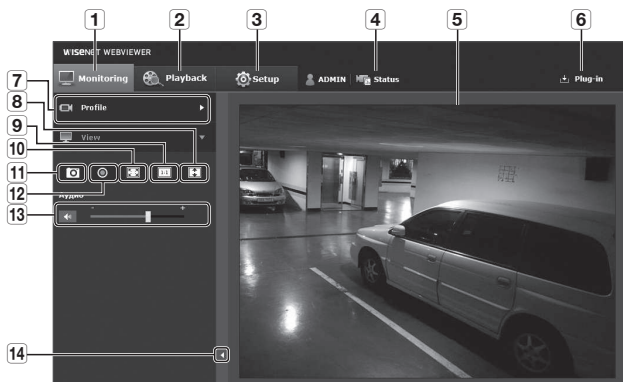 1 2 3 4 5 6
WISENET WEBVIEWER
Monitoring Playback Setup ADMIN Status Plug-in
7 Profile
8
9 View
10
11 1:1
12 Аудио
13 - +
14